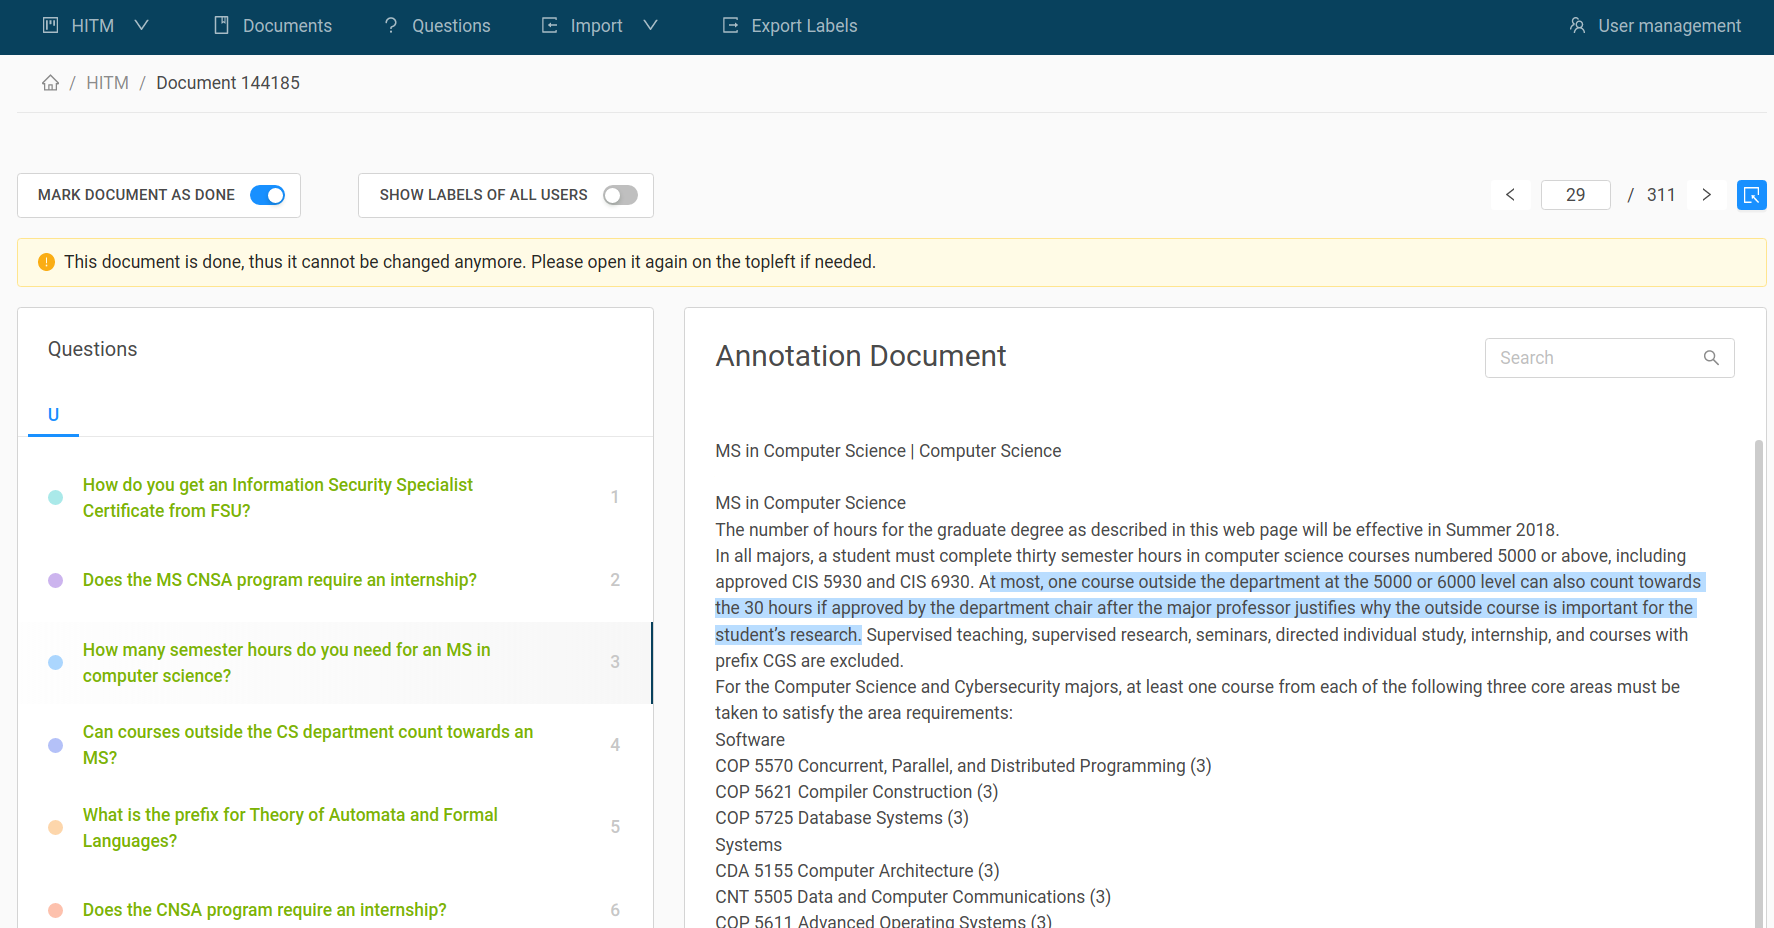 HITM
Documents
Questions
Import
Export Labels
User management
/ HITM / Document 144185
MARK DOCUMENT AS DONE
SHOW LABELS OF ALL USERS
29 / 311
This document is done, thus it cannot be changed anymore. Please open it again on the topleft if needed.
Questions
U
How do you get an Information Security Specialist
Certificate from FSU?
1
Does the MS CNSA program require an internship?
2
How many semester hours do you need for an MS in
computer science?
3
Can courses outside the CS department count towards an
MS?
4
What is the prefix for Theory of Automata and Formal
Languages?
5
Does the CNSA program require an internship?
6
Annotation Document
Search
MS in Computer Science | Computer Science
MS in Computer Science
The number of hours for the graduate degree as described in this web page will be effective in Summer 2018.
In all majors, a student must complete thirty semester hours in computer science courses numbered 5000 or above, including
approved CIS 5930 and CIS 6930. At most, one course outside the department at the 5000 or 6000 level can also count towards
the 30 hours if approved by the department chair after the major professor justifies why the outside course is important for the
student’s research. Supervised teaching, supervised research, seminars, directed individual study, internship, and courses with
prefix CGS are excluded.
For the Computer Science and Cybersecurity majors, at least one course from each of the following three core areas must be
taken to satisfy the area requirements:
Software
COP 5570 Concurrent, Parallel, and Distributed Programming (3)
COP 5621 Compiler Construction (3)
COP 5725 Database Systems (3)
Systems
CDA 5155 Computer Architecture (3)
CNT 5505 Data and Computer Communications (3)
COP 5611 Advanced Operating Systems (3)